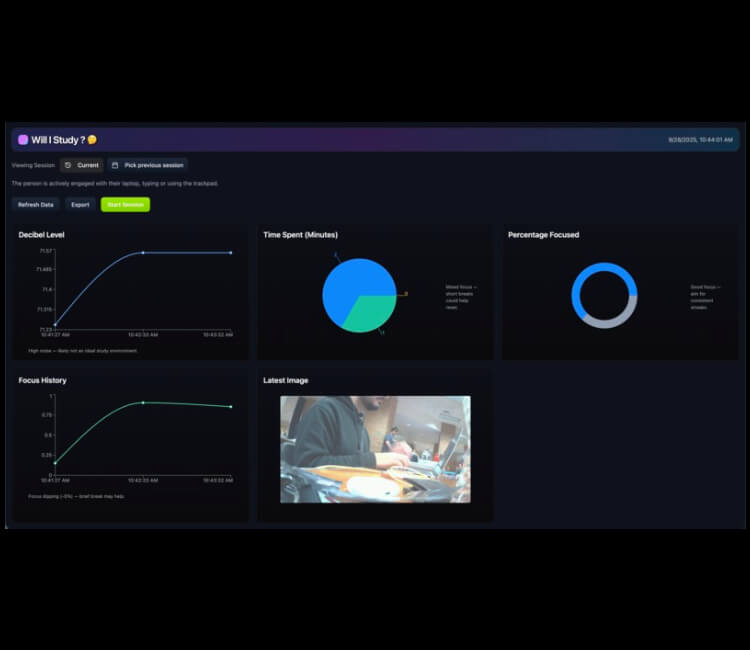 Will I Study ? 🤔
9/28/2025, 10:44:01 AM
Viewing Session
Current
Pick previous session
The person is actively engaged with their laptop, typing or using the trackpad.
Refresh Data
Export
Start Session
Decibel Level
71.57
71.485
71.4
71.315
71.23
10:41:37 AM
10:42:33 AM
10:43:32 AM
High noise — likely not an ideal study environment.
Time Spent (Minutes)
Mixed focus —
short breaks
could help
reset.
Percentage Focused
Good focus —
aim for
consistent
streaks.
Focus History
1
0.75
0.5
0.25
0
10:41:37 AM
10:42:33 AM
10:43:32 AM
Focus dipping (-5%) — brief break may help.
Latest Image